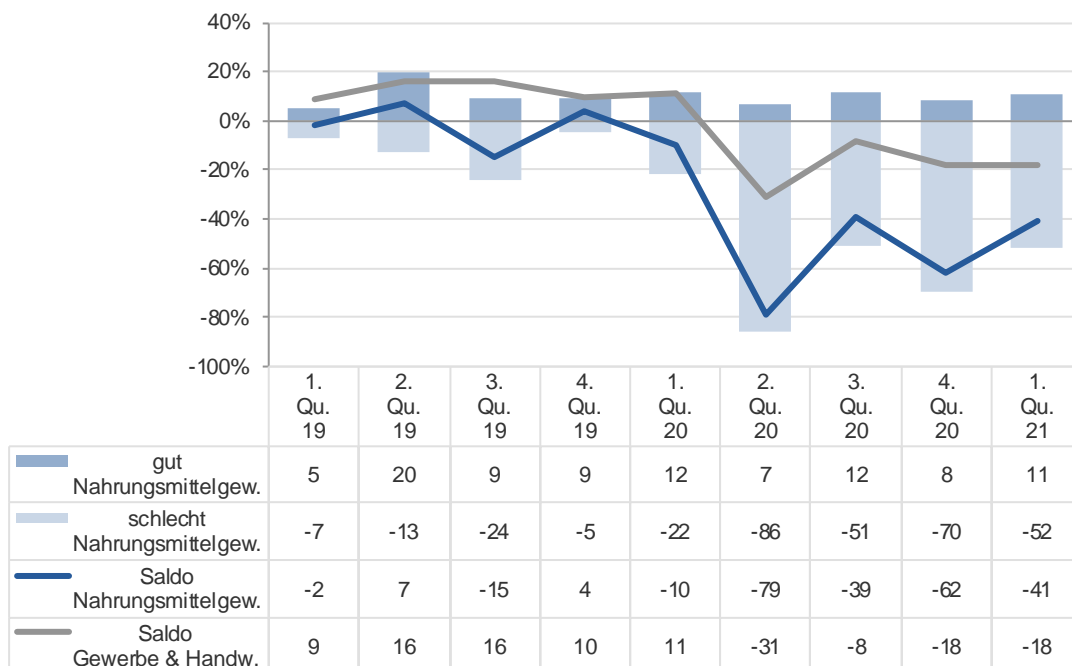 40%
20%
0%
-20%
-40%
-60%
-80%
-100%
1. Qu. 19
2. Qu. 19
3. Qu. 19
4. Qu. 19
1. Qu. 20
2. Qu. 20
3. Qu. 20
4. Qu. 20
1. Qu. 21
gut
Nahrungsmittelgew.
5 20 9 9 12 7 12 8 11
schlecht
Nahrungsmittelgew.
-7 -13 -24 -5 -22 -86 -51 -70 -52
Saldo
Nahrungsmittelgew.
-2 7 -15 4 -10 -79 -39 -62 -41
Saldo
Gewerbe & Handw.
9 16 16 10 11 -31 -8 -18 -18